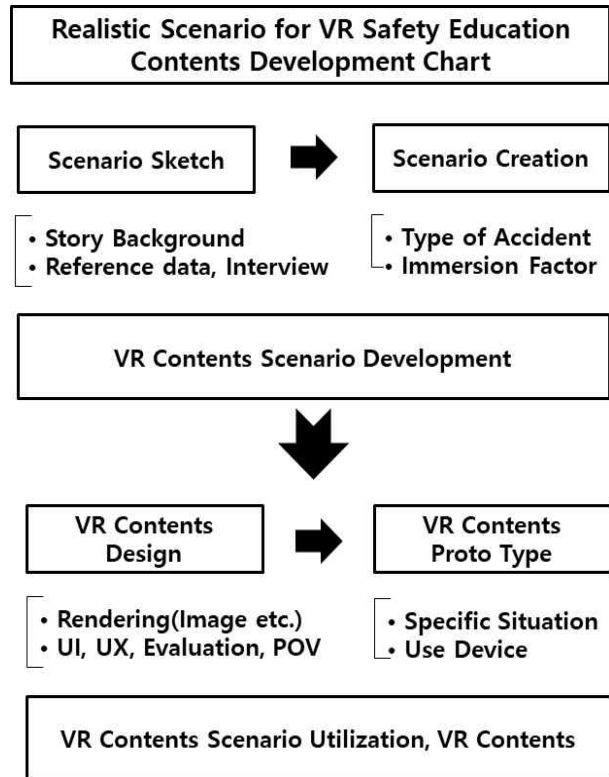 Realistic Scenario for VR Safety Education
Contents Development Chart
Scenario Sketch
Scenario Creation
• Story Background
• Reference data, Interview
• Type of Accident
• Immersion Factor
VR Contents Scenario Development
VR Contents
Design
VR Contents
Proto Type
• Rendering(Image etc.)
• UI, UX, Evaluation, POV
• Specific Situation
• Use Device
VR Contents Scenario Utilization, VR Contents